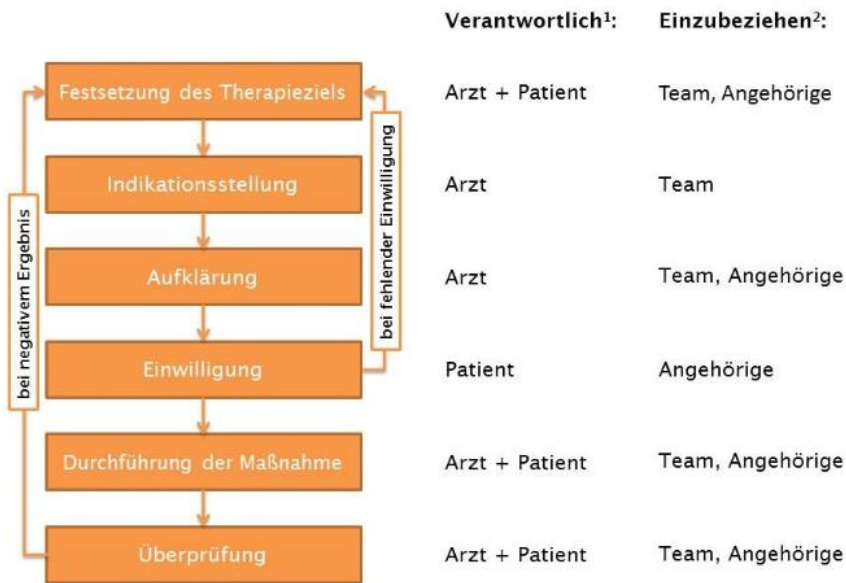 Verantwortlich¹: Einzubeziehen²:
Festsetzung des Therapieziels Arzt + Patient Team, Angehörige
Indikationsstellung Arzt Team
Aufklärung Arzt Team, Angehörige
Einwilligung Patient Angehörige
Durchführung der Maßnahme Arzt + Patient Team, Angehörige
Überprüfung Arzt + Patient Team, Angehörige
bei negativem Ergebnis
bei fehlender Einwilligung